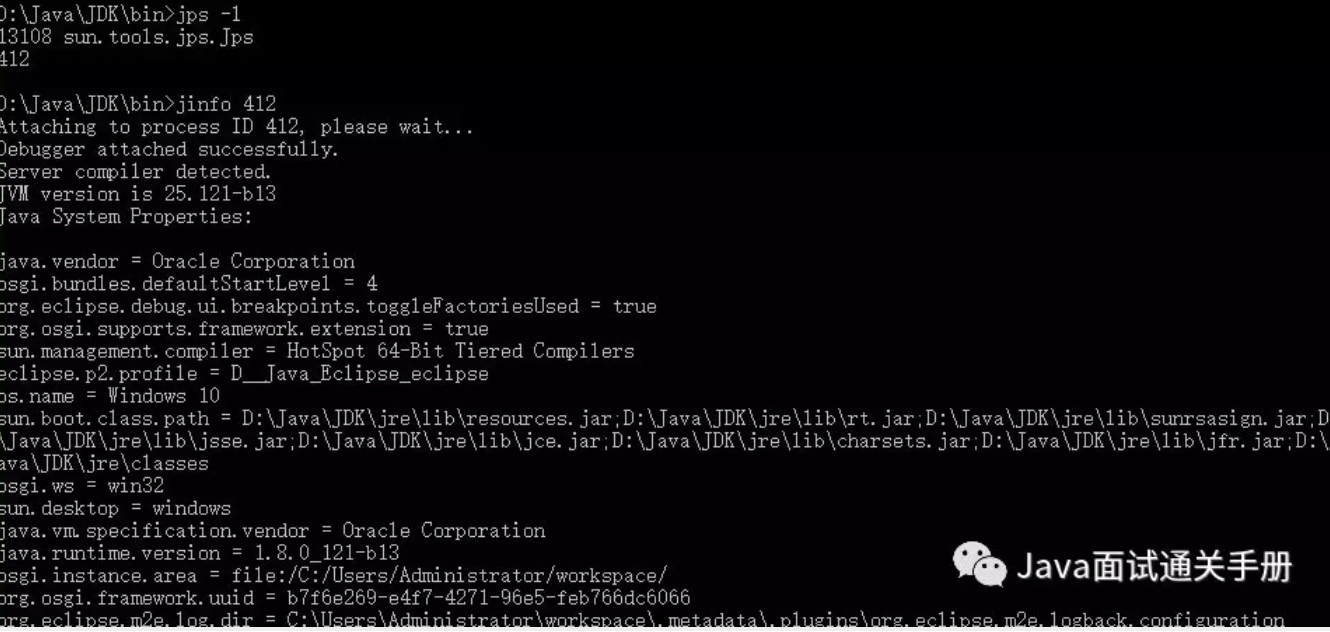 D:\Java\JDK\bin>jps -l
13108 sun.tools.jps.Jps
412
D:\Java\JDK\bin>jinfo 412
Attaching to process ID 412, please wait...
Debugger attached successfully.
Server compiler detected.
JVM version is 25.121-b13
Java System Properties:
java.vendor = Oracle Corporation
osgi.bundles.defaultStartLevel = 4
org.eclipse.debug.ui.breakpoints.toggleFactoriesUsed = true
org.osgi.supports.framework.extension = true
sun.management.compiler = HotSpot 64-Bit Tiered Compilers
eclipse.p2.profile = D__Java_Eclipse_eclipse
os.name = Windows 10
sun.boot.class.path = D:\Java\JDK\jre\lib\resources.jar;D:\Java\JDK\jre\lib\rt.jar;D:\Java\JDK\jre\lib\sunrsasign.jar;D
\Java\JDK\jre\lib\jsse.jar;D:\Java\JDK\jre\lib\jce.jar;D:\Java\JDK\jre\lib\charsets.jar;D:\Java\JDK\jre\lib\jfr.jar;D:\
ava\JDK\jre\classes
osgi.ws = win32
sun.desktop = windows
java.vm.specification.vendor = Oracle Corporation
java.runtime.version = 1.8.0_121-b13
osgi.instance.area = file:/C:/Users/Administrator/workspace/
org.osgi.framework.uuid = b7f6e269-e4f7-4271-96e5-feb766dc6066
org.eclipse.m2e.log.dir = C:\Users\Administrator\workspace\.metadata\.plugins\org.eclipse.m2e.logback.configuration
Java面试通关手册